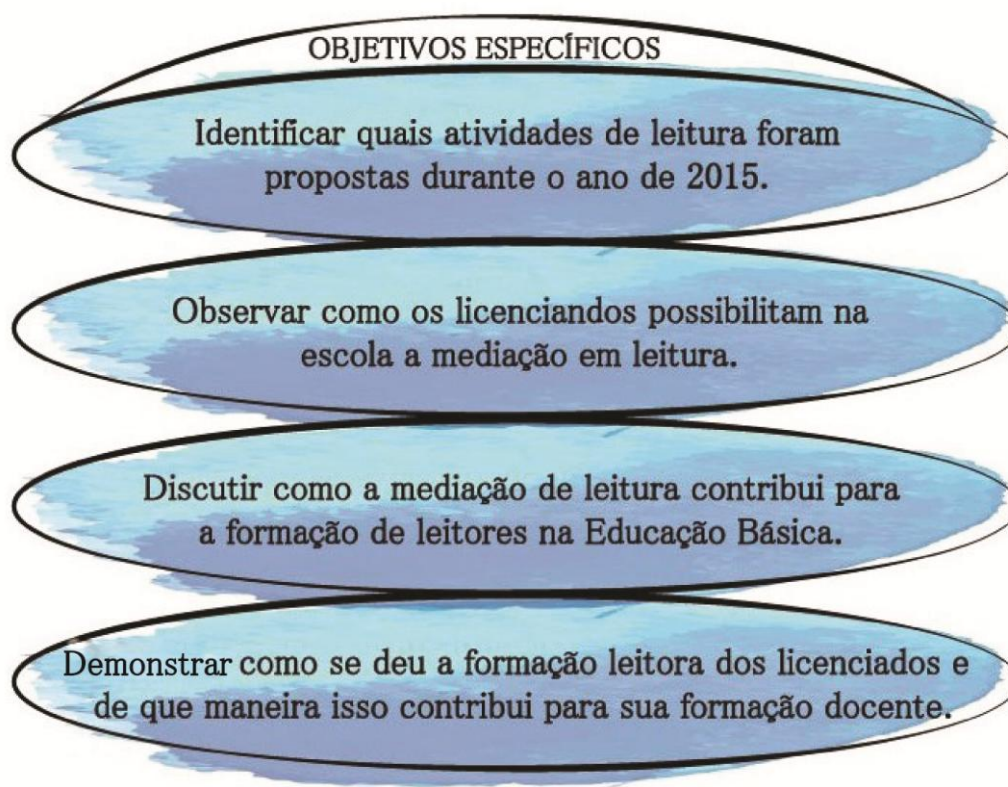 OBJETIVOS ESPECÍFICOS
Identificar quais atividades de leitura foram
propostas durante o ano de 2015.
Observar como os licenciandos possibilitam na
escola a mediação em leitura.
Discutir como a mediação de leitura contribui para
a formação de leitores na Educação Básica.
Demonstrar como se deu a formação leitora dos licenciados e
de que maneira isso contribui para sua formação docente.